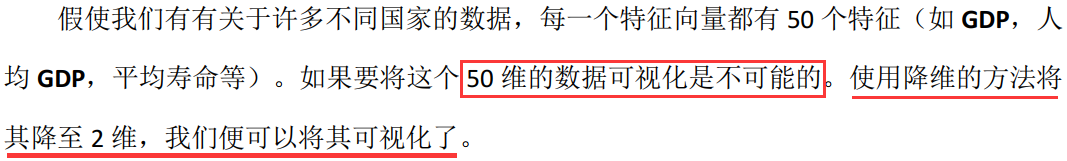 假使我们有有关于许多不同国家的数据，每一个特征向量都有 50 个特征（如 GDP，人
均 GDP，平均寿命等）。如果要将这个 50 维的数据可视化是不可能的。使用降维的方法将
其降至 2 维，我们便可以将其可视化了。